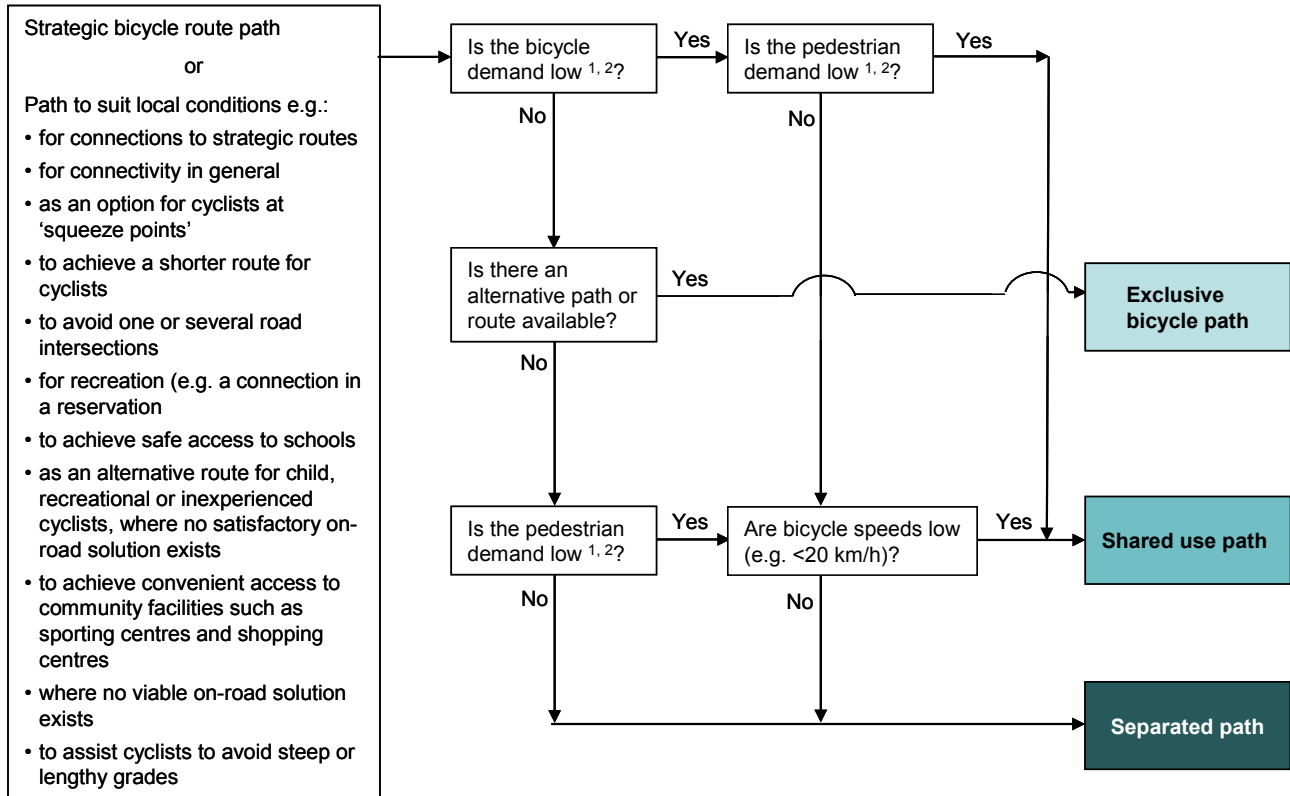 Strategic bicycle route path
or
Path to suit local conditions e.g.:
• for connections to strategic routes
• for connectivity in general
• as an option for cyclists at
‘squeeze points’
• to achieve a shorter route for
cyclists
• to avoid one or several road
intersections
• for recreation (e.g. a connection in
a reservation
• to achieve safe access to schools
• as an alternative route for child,
recreational or inexperienced
cyclists, where no satisfactory on-
road solution exists
• to achieve convenient access to
community facilities such as
sporting centres and shopping
centres
• where no viable on-road solution
exists
• to assist cyclists to avoid steep or
lengthy grades
Is the bicycle
demand low 1, 2?
Yes
No
Is the pedestrian
demand low 1, 2?
Yes
No
Is there an
alternative path or
route available?
Yes
No
Exclusive
bicycle path
Is the pedestrian
demand low 1, 2?
Yes
No
Are bicycle speeds low
(e.g. <20 km/h)?
Yes
No
Shared use path
Separated path